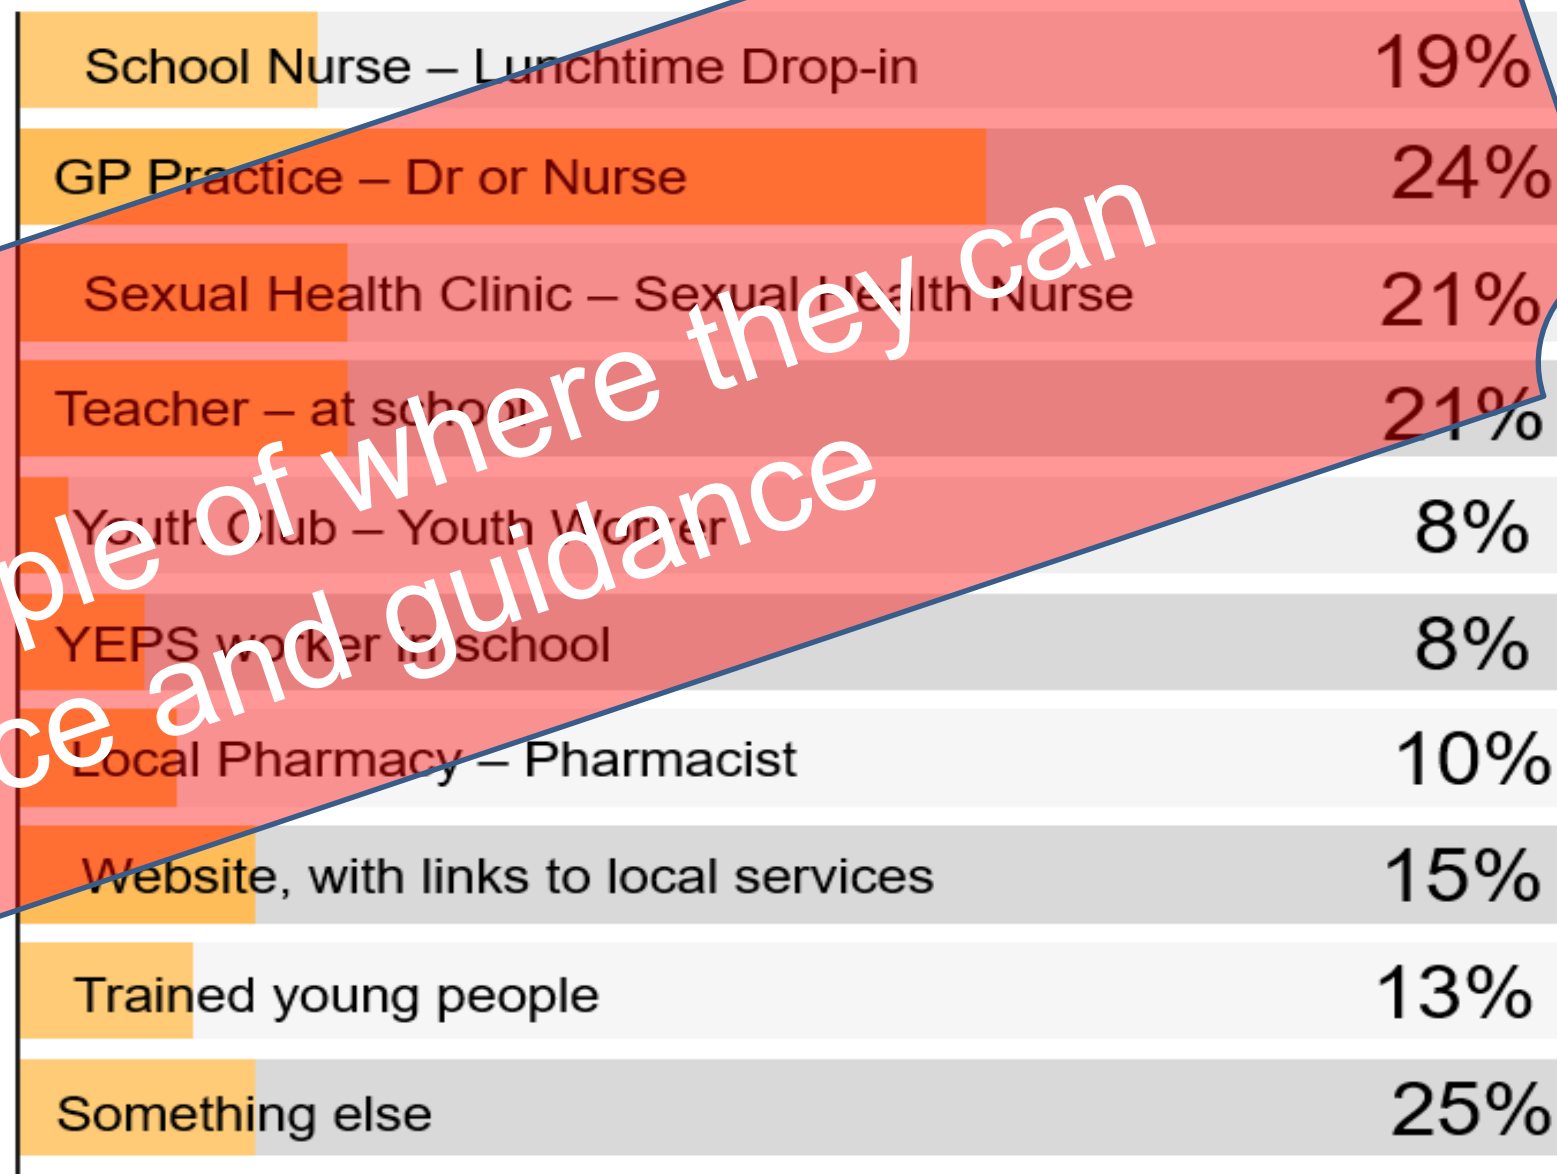 School Nurse – Lunchtime Drop-in 19%
GP Practice – Dr or Nurse 24%
Sexual Health Clinic – Sexual Health Nurse 21%
Teacher – at school 21%
Youth Club – Youth Worker 8%
YEPS worker in school 8%
Local Pharmacy – Pharmacist 10%
Website, with links to local services 15%
Trained young people 13%
Something else 25%
ple of where they can
ce and guidance